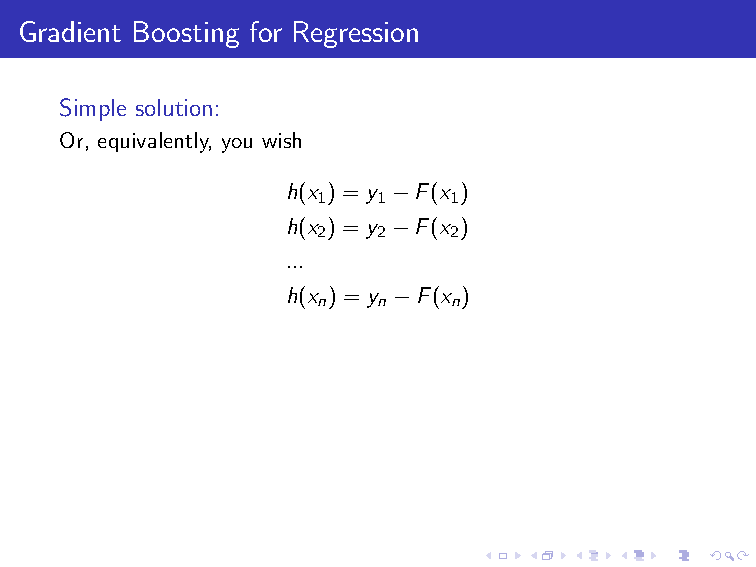 Gradient Boosting for Regression
Simple solution:
Or, equivalently, you wish
h(x₁) = y₁ − F(x₁)
h(x₂) = y₂ − F(x₂)
...
h(xₙ) = yₙ − F(xₙ)